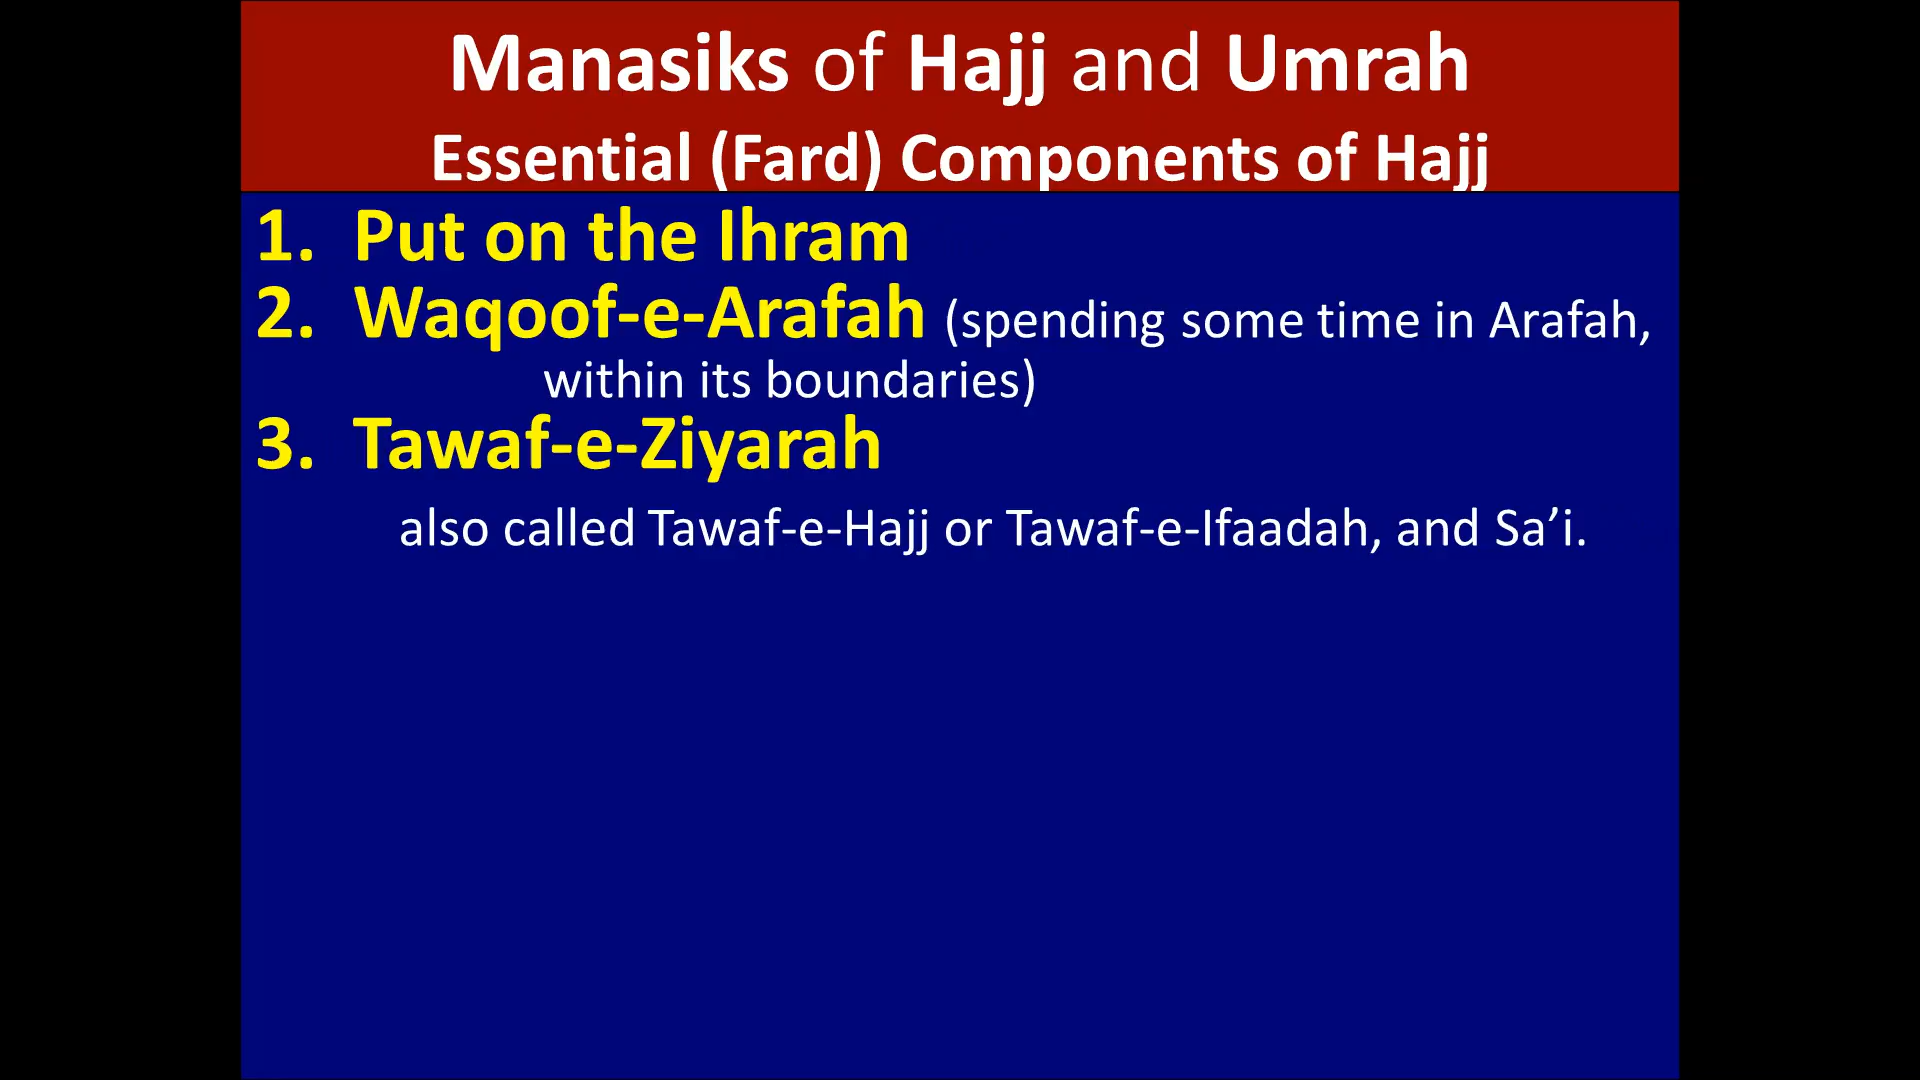 Manasiks of Hajj and Umrah
Essential (Fard) Components of Hajj
1. Put on the Ihram
2. Waqoof-e-Arafah (spending some time in Arafah,
within its boundaries)
3. Tawaf-e-Ziyarah
also called Tawaf-e-Hajj or Tawaf-e-Ifaadah, and Sa’i.